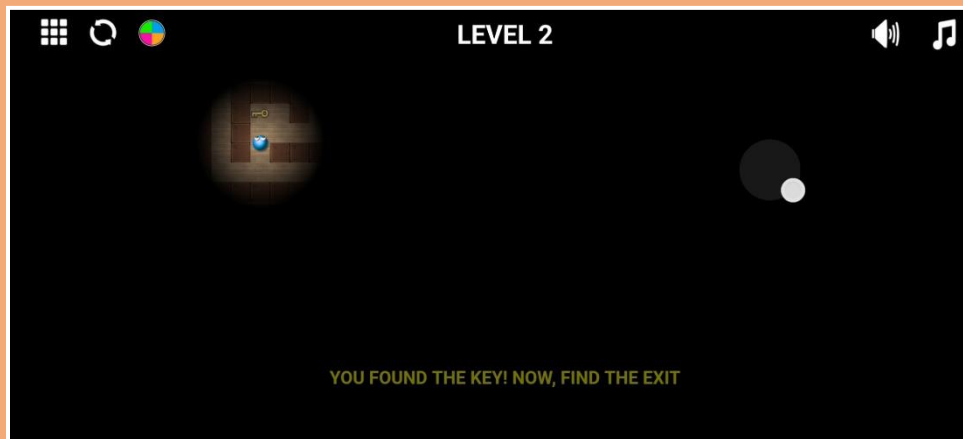 LEVEL 2
YOU FOUND THE KEY! NOW, FIND THE EXIT